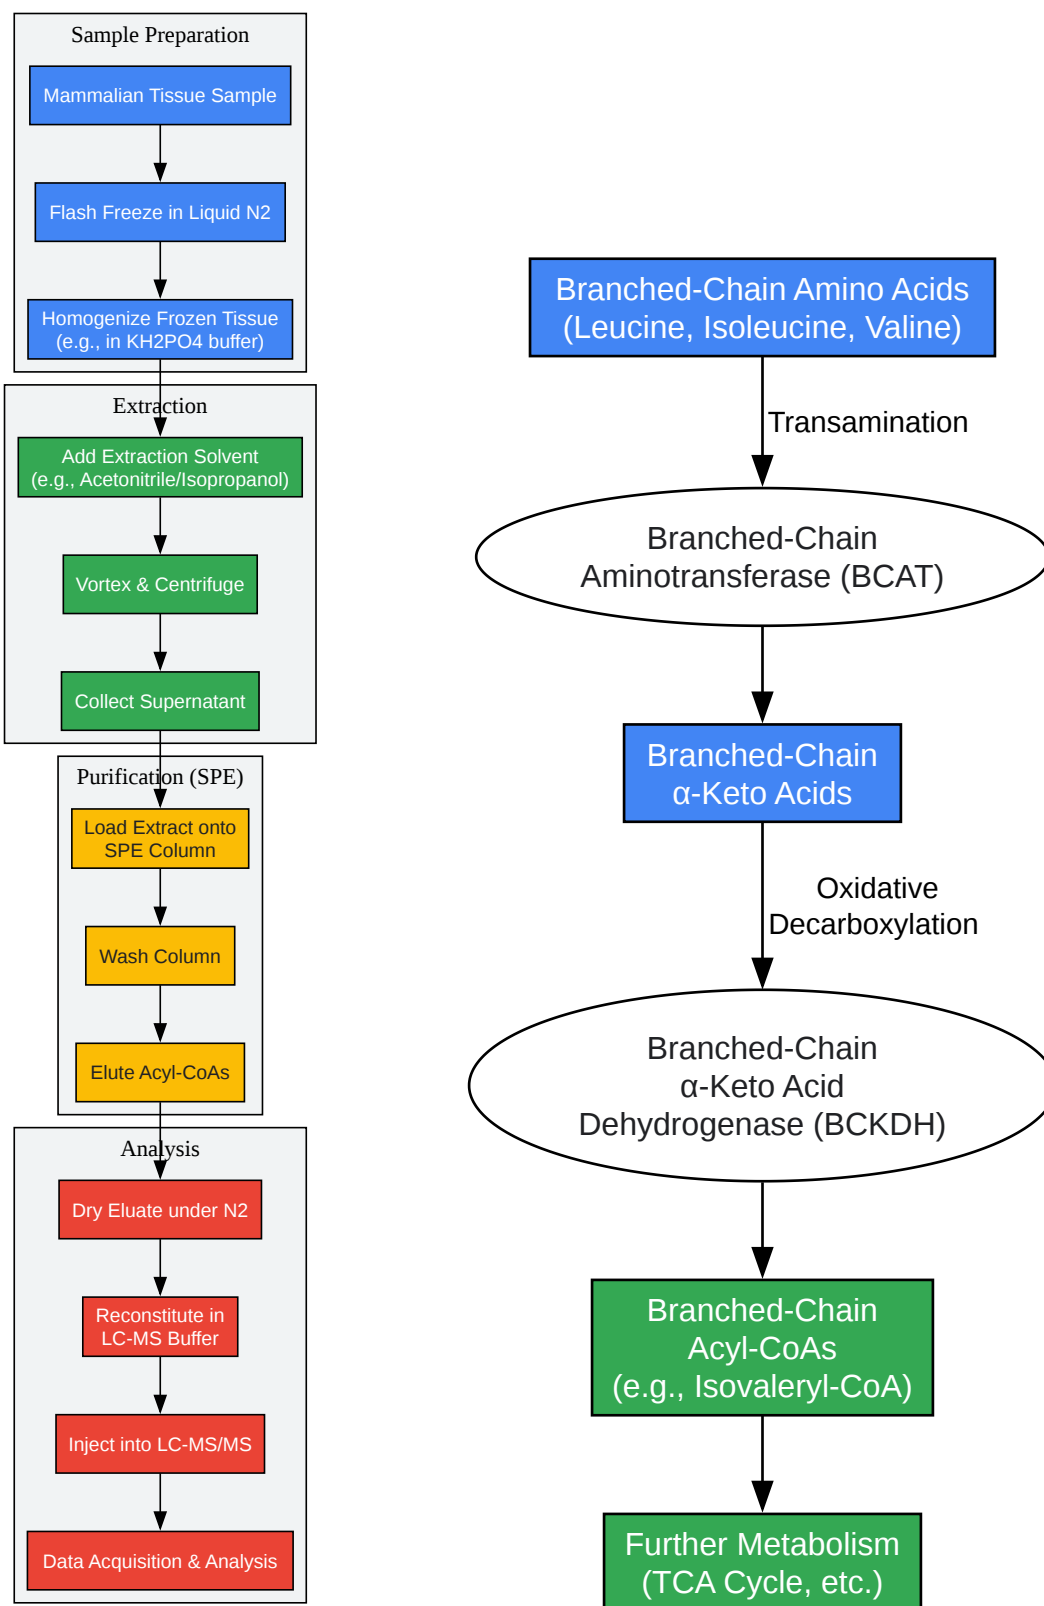 Sample Preparation
Mammalian Tissue Sample
Flash Freeze in Liquid N2
Homogenize Frozen Tissue
(e.g., in KH2PO4 buffer)
Extraction
Add Extraction Solvent
(e.g., Acetonitrile/Isopropanol)
Vortex & Centrifuge
Collect Supernatant
Purification (SPE)
Load Extract onto
SPE Column
Wash Column
Elute Acyl-CoAs
Analysis
Dry Eluate under N2
Reconstitute in
LC-MS Buffer
Inject into LC-MS/MS
Data Acquisition & Analysis
Branched-Chain Amino Acids
(Leucine, Isoleucine, Valine)
Transamination
Branched-Chain
Aminotransferase (BCAT)
Branched-Chain
α-Keto Acids
Oxidative
Decarboxylation
Branched-Chain
α-Keto Acid
Dehydrogenase (BCKDH)
Branched-Chain
Acyl-CoAs
(e.g., Isovaleryl-CoA)
Further Metabolism
(TCA Cycle, etc.)